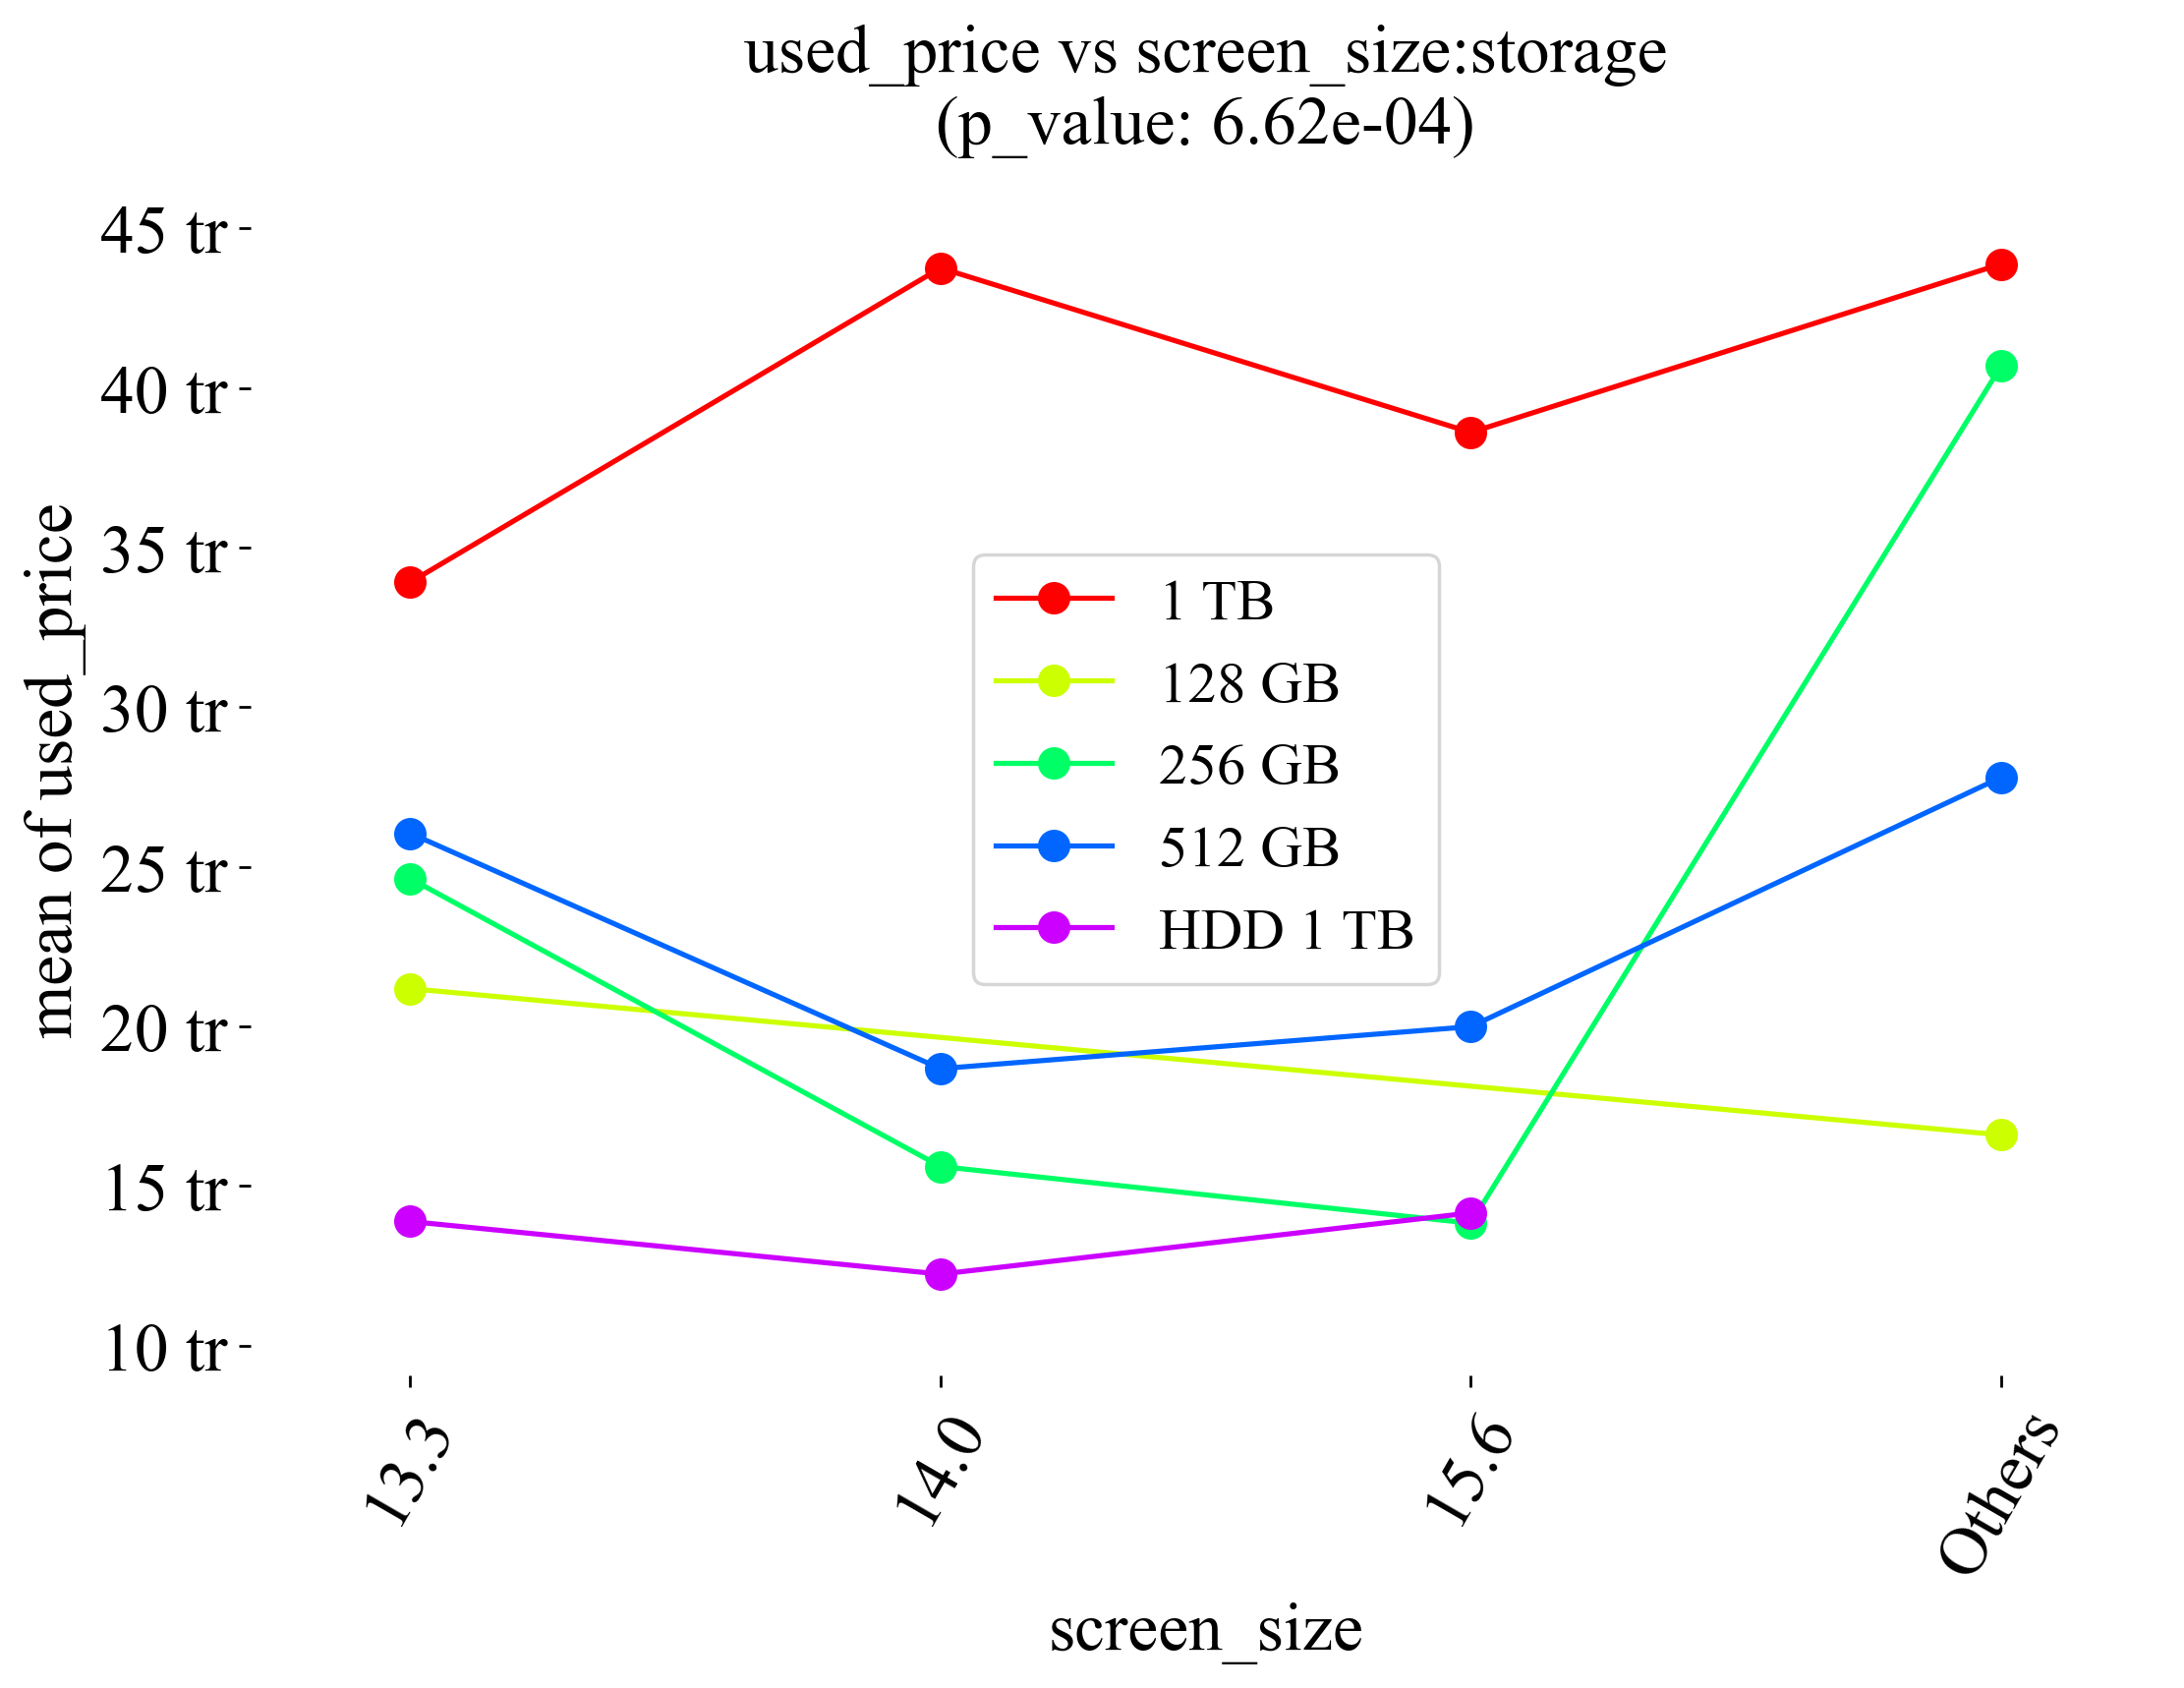 used_price vs screen_size:storage
(p_value: 6.62e-04)
45 tr
40 tr
35 tr
30 tr
25 tr
20 tr
15 tr
10 tr
mean of used_price
1 TB
128 GB
256 GB
512 GB
HDD 1 TB
13.3
14.0
15.6
Others
screen_size